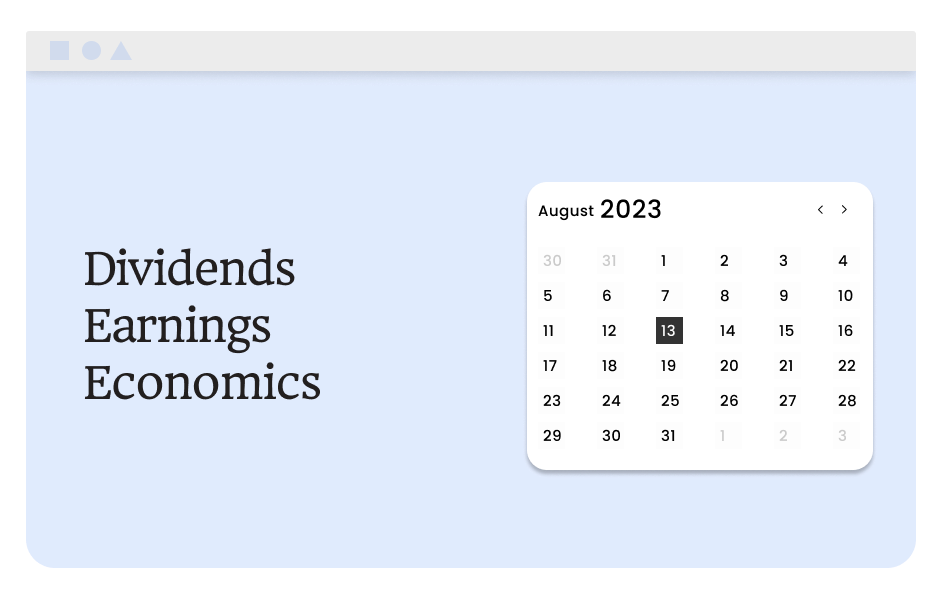 Dividends
Earnings
Economics
August 2023
30 31 1 2 3 4
5 6 7 8 9 10
11 12 13 14 15 16
17 18 19 20 21 22
23 24 25 26 27 28
29 30 31 1 2 3